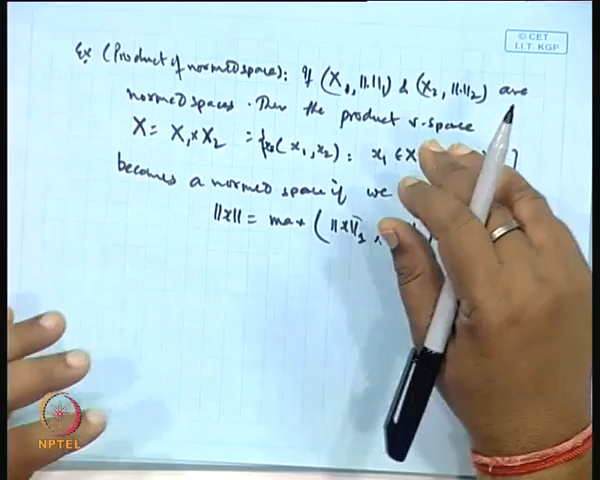 © CET
I.I.T. KGP
Ex (Product of normed space): If (X₁, ||.||₁) & (X₂, ||.||₂) are
normed spaces. Then the product v-space
X = X₁ × X₂ = {x=(x₁, x₂) : x₁ ∈ X
becomes a normed space if we
||x|| = max (||x||₁,
NPTEL